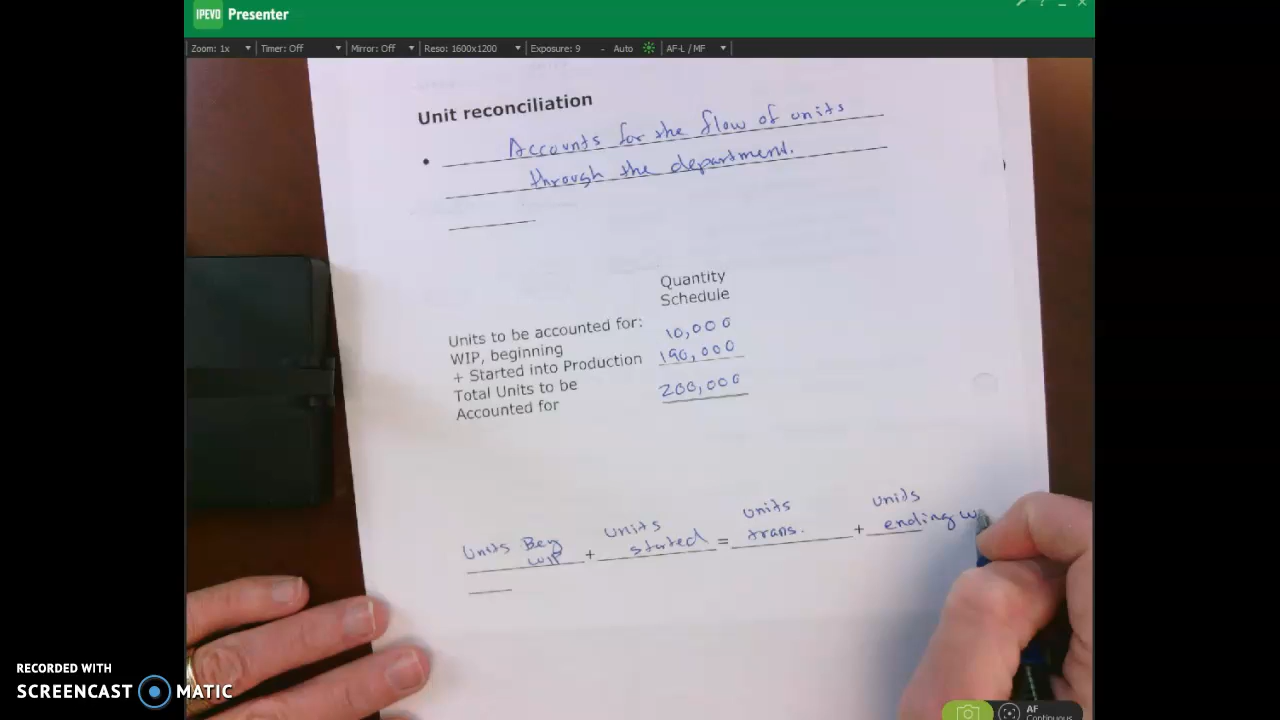 IPEVO Presenter
Zoom: 1x Timer: Off Mirror: Off Reso: 1600x1200 Exposure: 9 - Auto AF-L / MF
Unit reconciliation
• Accounts for the flow of units
through the department.
Quantity
Schedule
Units to be accounted for:
WIP, beginning 10,000
+ Started into Production 190,000
Total Units to be
Accounted for 200,000
Units Beg WIP + units started = units trans. + units ending w
RECORDED WITH
SCREENCAST MATIC
AF
Continuous